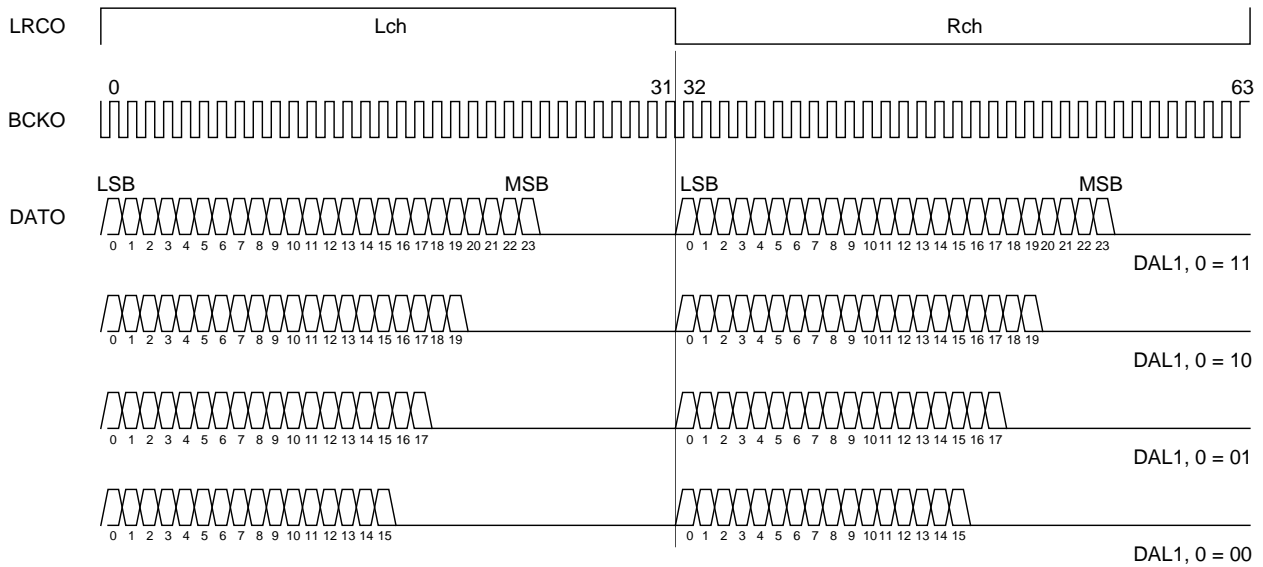 LRCO Lch Rch
0 31 32 63
BCKO
LSB MSB LSB MSB
DATO
0 1 2 3 4 5 6 7 8 9 10 11 12 13 14 15 16 17 18 19 20 21 22 23 0 1 2 3 4 5 6 7 8 9 10 11 12 13 14 15 16 17 18 19 20 21 22 23
DAL1, 0 = 11
0 1 2 3 4 5 6 7 8 9 10 11 12 13 14 15 16 17 18 19 0 1 2 3 4 5 6 7 8 9 10 11 12 13 14 15 16 17 18 19
DAL1, 0 = 10
0 1 2 3 4 5 6 7 8 9 10 11 12 13 14 15 16 17 0 1 2 3 4 5 6 7 8 9 10 11 12 13 14 15 16 17
DAL1, 0 = 01
0 1 2 3 4 5 6 7 8 9 10 11 12 13 14 15 0 1 2 3 4 5 6 7 8 9 10 11 12 13 14 15
DAL1, 0 = 00